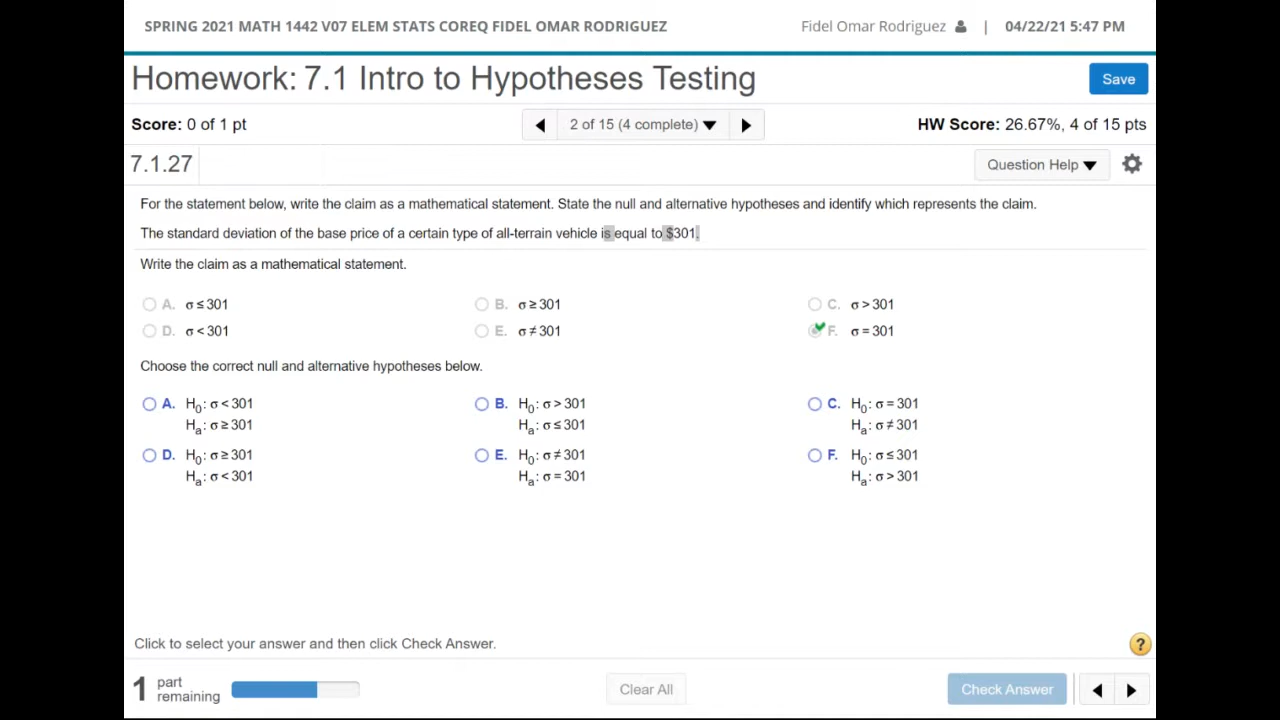 SPRING 2021 MATH 1442 V07 ELEM STATS COREQ FIDEL OMAR RODRIGUEZ
Fidel Omar Rodriguez | 04/22/21 5:47 PM
Homework: 7.1 Intro to Hypotheses Testing
Save
Score: 0 of 1 pt
2 of 15 (4 complete)
HW Score: 26.67%, 4 of 15 pts
7.1.27
Question Help
For the statement below, write the claim as a mathematical statement. State the null and alternative hypotheses and identify which represents the claim.
The standard deviation of the base price of a certain type of all-terrain vehicle is equal to $301.
Write the claim as a mathematical statement.
A. σ ≤ 301
B. σ ≥ 301
C. σ > 301
D. σ < 301
E. σ ≠ 301
F. σ = 301
Choose the correct null and alternative hypotheses below.
A. H0: σ < 301
Ha: σ ≥ 301
B. H0: σ > 301
Ha: σ ≤ 301
C. H0: σ = 301
Ha: σ ≠ 301
D. H0: σ ≥ 301
Ha: σ < 301
E. H0: σ ≠ 301
Ha: σ = 301
F. H0: σ ≤ 301
Ha: σ > 301
Click to select your answer and then click Check Answer.
?
1 part
remaining
Clear All
Check Answer